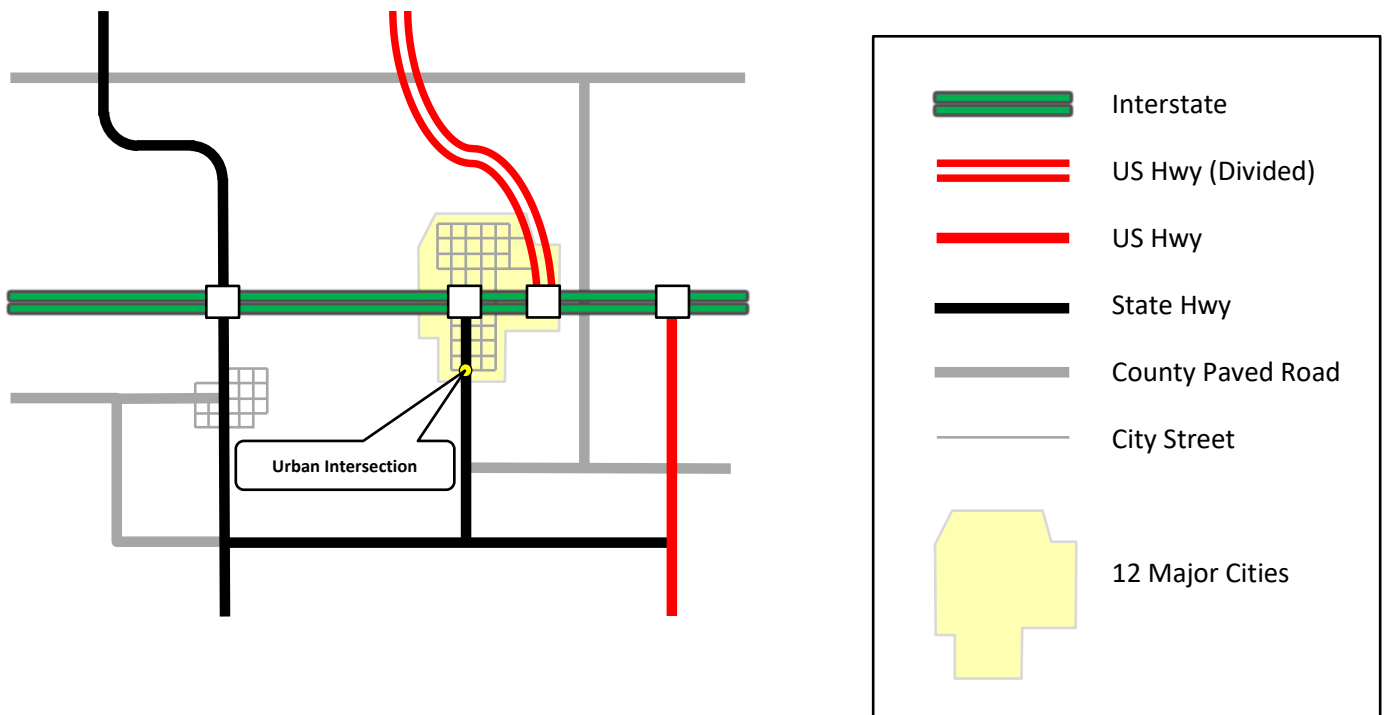 Urban Intersection
Interstate
US Hwy (Divided)
US Hwy
State Hwy
County Paved Road
City Street
12 Major Cities